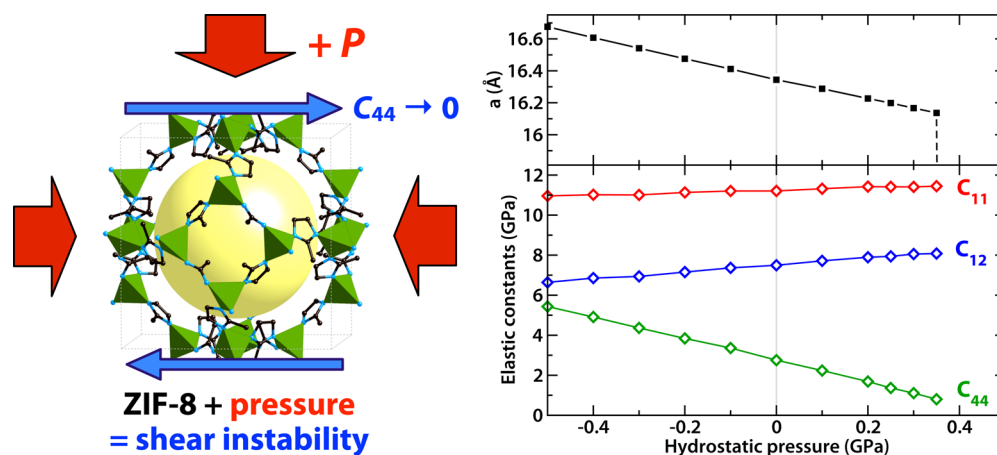 + P
C44 → 0
ZIF-8 + pressure
= shear instability
a (Å)
16.6
16.4
16.2
16
Elastic constants (GPa)
12
10
8
6
4
2
0
C11
C12
C44
-0.4
-0.2
0
0.2
0.4
Hydrostatic pressure (GPa)